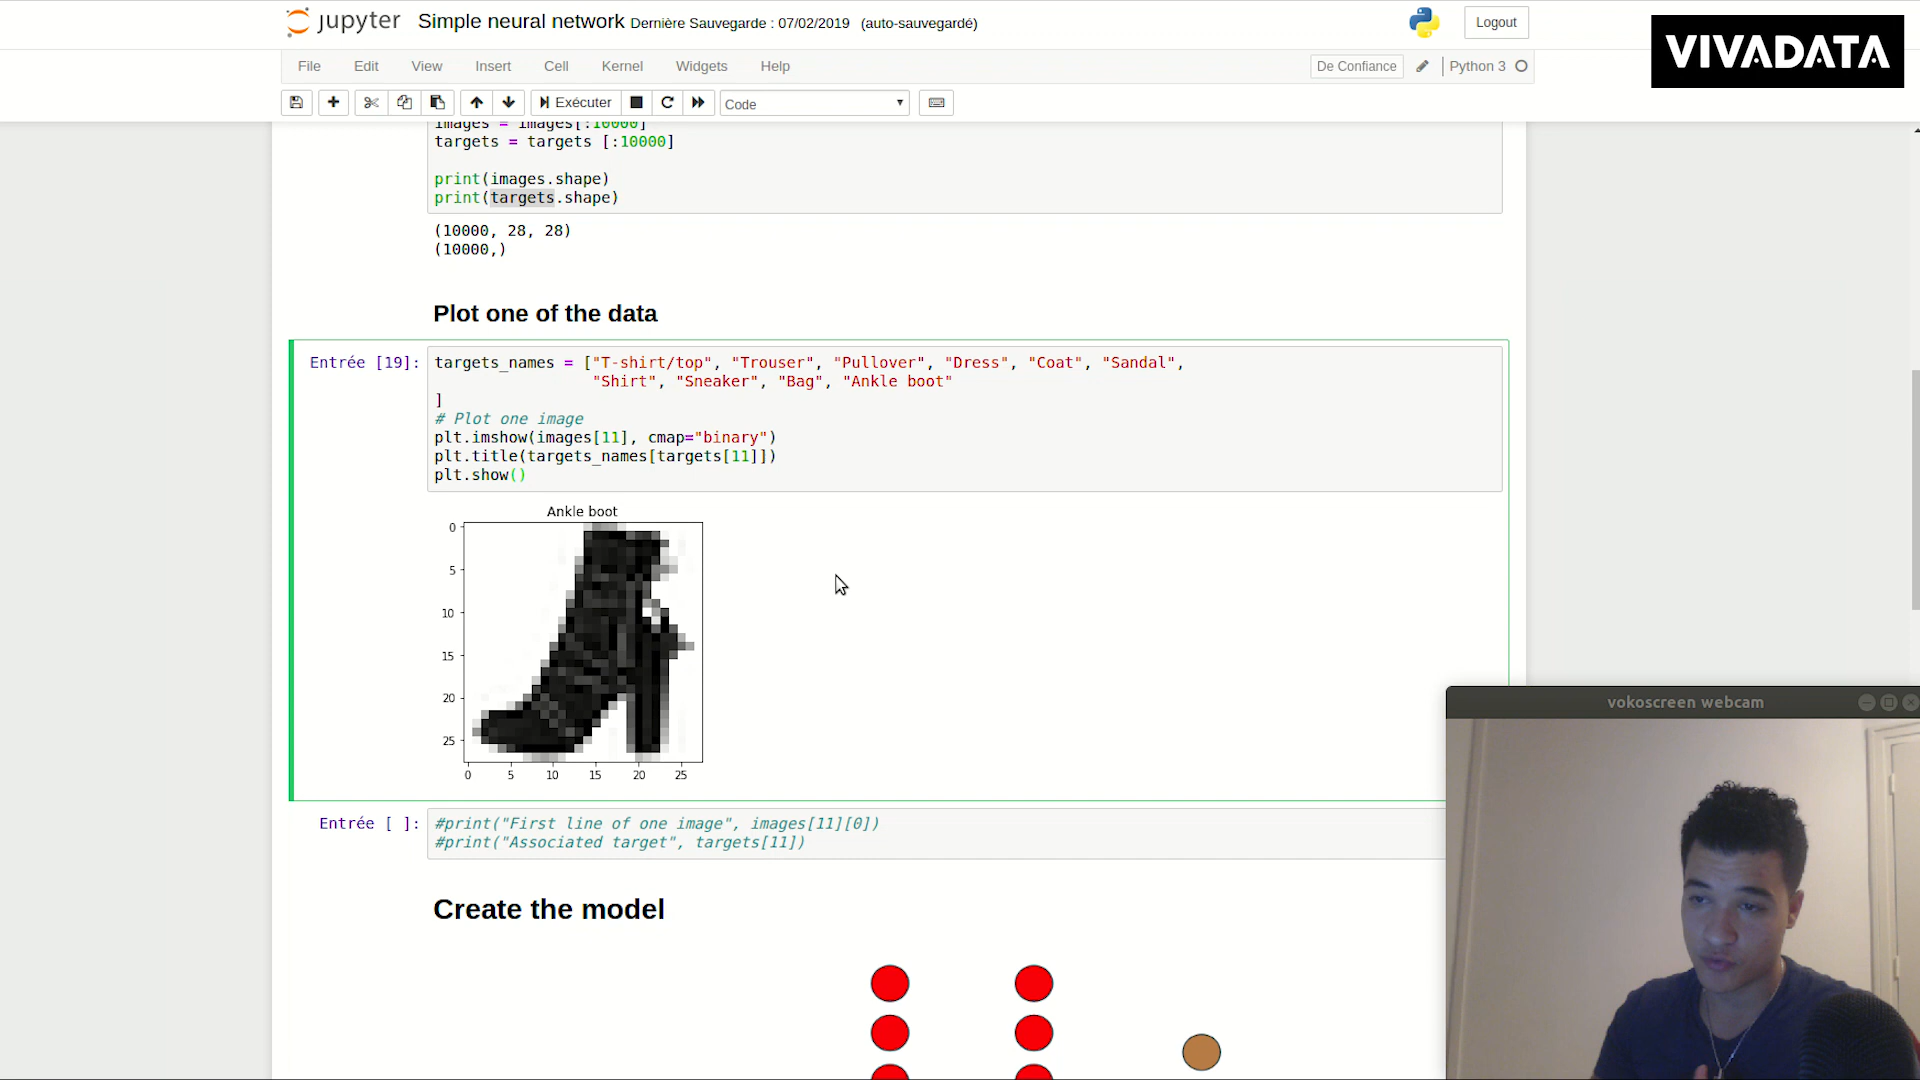 jupyter Simple neural network Dernière Sauvegarde : 07/02/2019 (auto-sauvegardé)
Logout
VIVADATA
File Edit View Insert Cell Kernel Widgets Help
De Confiance
Python 3
Exécuter
Code
images = images[:10000]
targets = targets [:10000]
print(images.shape)
print(targets.shape)
(10000, 28, 28)
(10000,)
Plot one of the data
Entrée [19]:
targets_names = ["T-shirt/top", "Trouser", "Pullover", "Dress", "Coat", "Sandal",
"Shirt", "Sneaker", "Bag", "Ankle boot"
]
# Plot one image
plt.imshow(images[11], cmap="binary")
plt.title(targets_names[targets[11]])
plt.show()
Ankle boot
0
5
10
15
20
25
0 5 10 15 20 25
Entrée [ ]:
#print("First line of one image", images[11][0])
#print("Associated target", targets[11])
Create the model
vokoscreen webcam